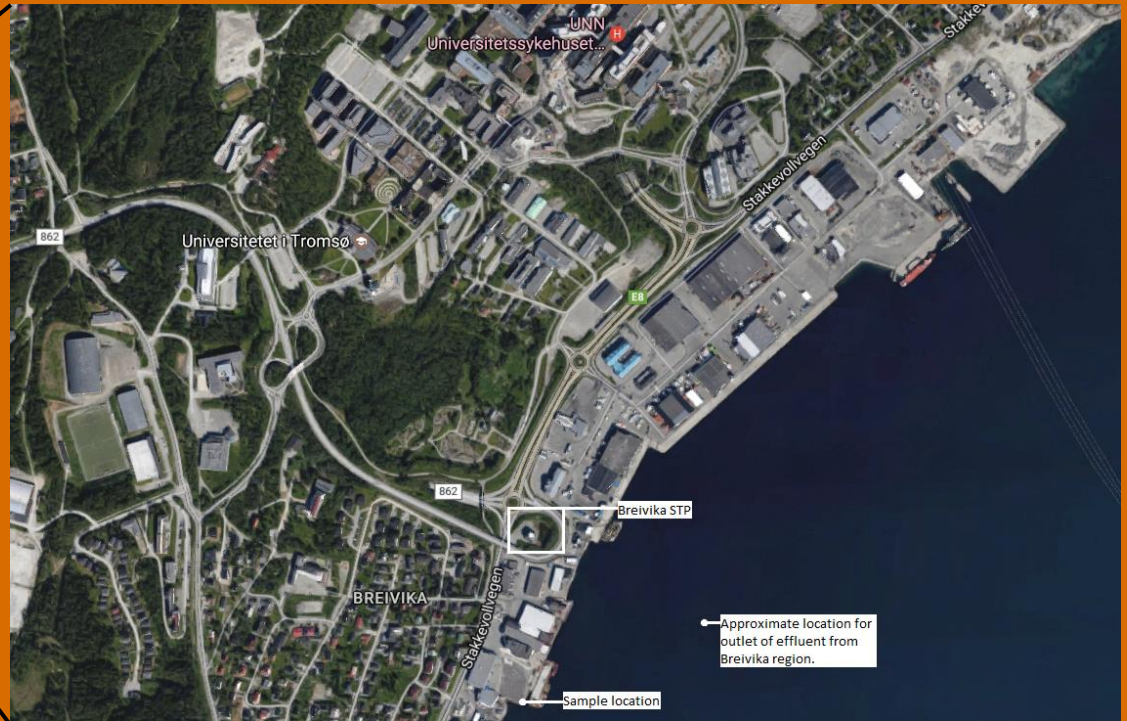 UNN
Universitetssykehuset...
H
Stakkevo
Stakkevollvegen
862
Universitetet i Tromsø
E8
862
Breivika STP
BREIVIKA
Stakkevollvegen
Approximate location for
outlet of effluent from
Breivika region.
Sample location